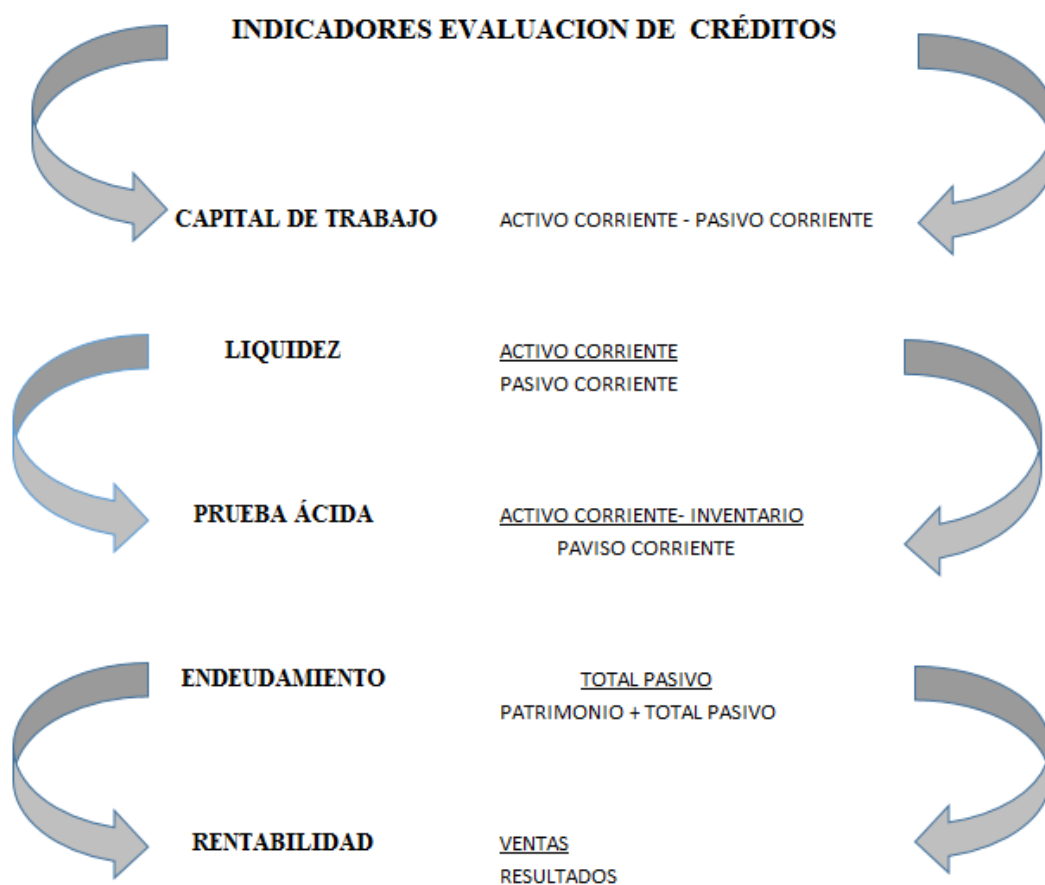 INDICADORES EVALUACION DE CRÉDITOS
CAPITAL DE TRABAJO ACTIVO CORRIENTE - PASIVO CORRIENTE
LIQUIDEZ ACTIVO CORRIENTE
PASIVO CORRIENTE
PRUEBA ÁCIDA ACTIVO CORRIENTE- INVENTARIO
PAVISO CORRIENTE
ENDEUDAMIENTO TOTAL PASIVO
PATRIMONIO + TOTAL PASIVO
RENTABILIDAD VENTAS
RESULTADOS